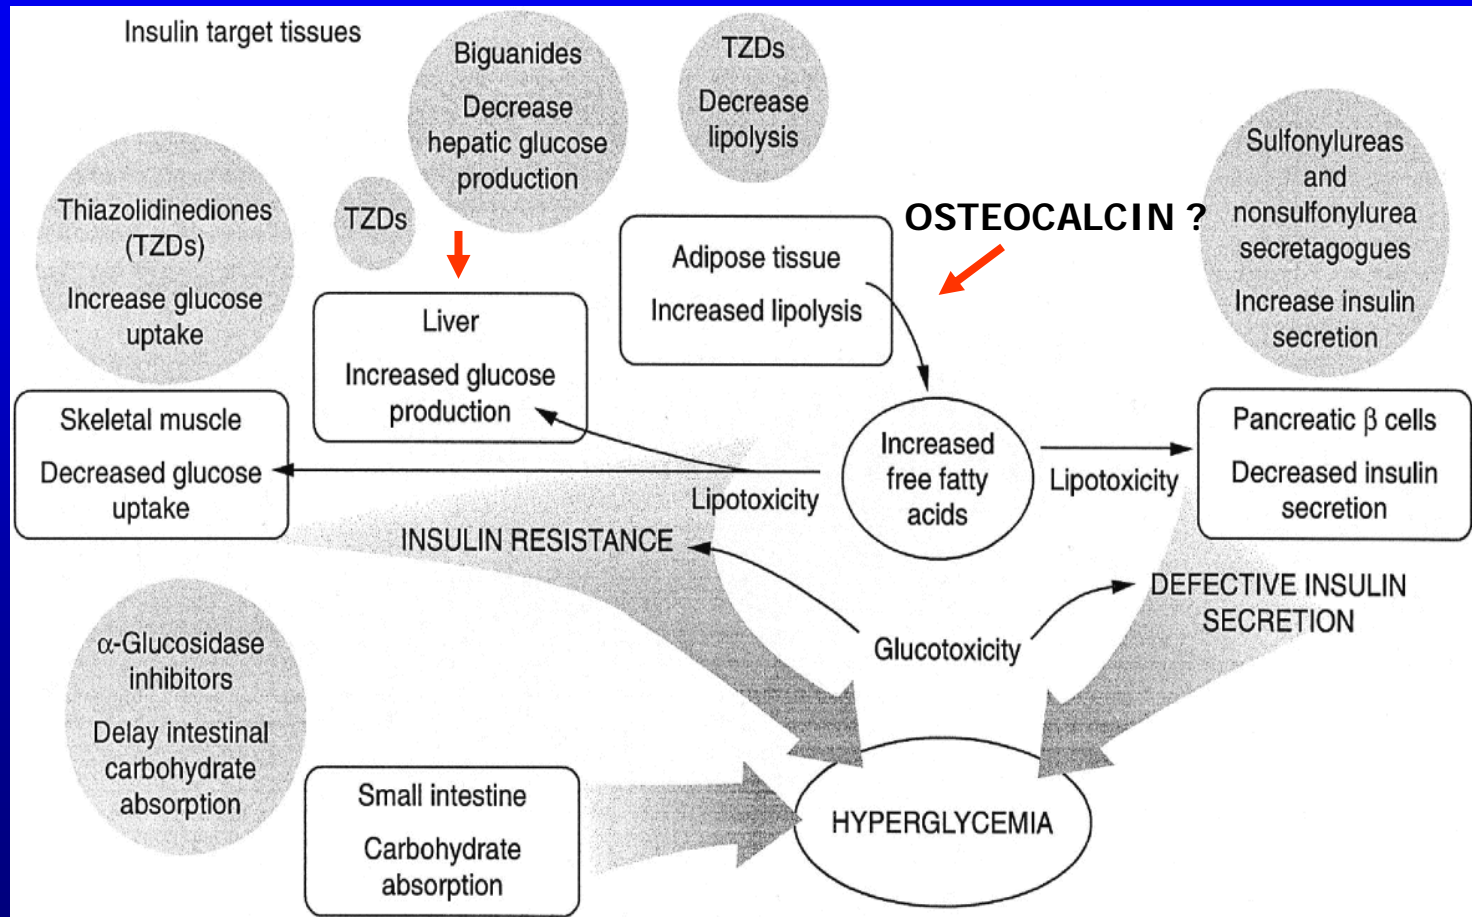 Insulin target tissues
Biguanides
Decrease
hepatic glucose
production
TZDs
Decrease
lipolysis
Sulfonylureas
and
nonsulfonylurea
secretagogues
Increase insulin
secretion
Thiazolidinediones
(TZDs)
Increase glucose
uptake
TZDs
OSTEOCALCIN ?
Adipose tissue
Increased lipolysis
Liver
Increased glucose
production
Skeletal muscle
Decreased glucose
uptake
Increased
free fatty
acids
Lipotoxicity
Lipotoxicity
Pancreatic β cells
Decreased insulin
secretion
INSULIN RESISTANCE
DEFECTIVE INSULIN
SECRETION
Glucotoxicity
α-Glucosidase
inhibitors
Delay intestinal
carbohydrate
absorption
Small intestine
Carbohydrate
absorption
HYPERGLYCEMIA